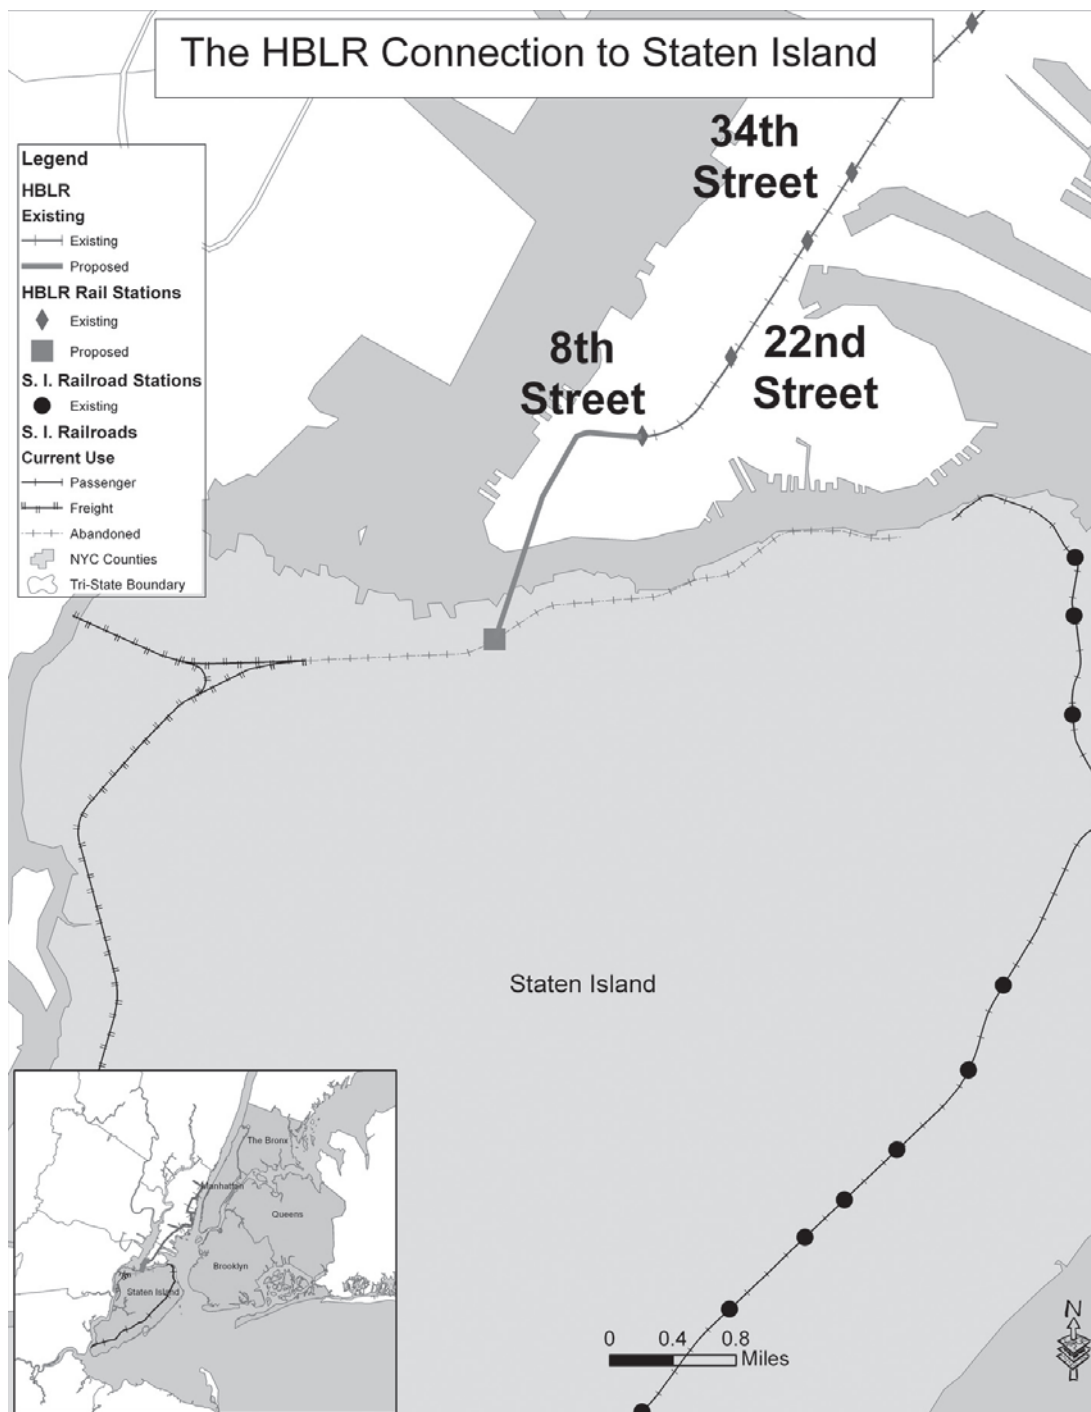 The HBLR Connection to Staten Island
34th
Street
Legend
HBLR
Existing
Existing
Proposed
HBLR Rail Stations
Existing
Proposed
S. I. Railroad Stations
Existing
S. I. Railroads
Current Use
Passenger
Freight
Abandoned
NYC Counties
Tri-State Boundary
8th
Street
22nd
Street
Staten Island
The Bronx
Manhattan
Queens
Brooklyn
Staten Island
N
0 0.4 0.8
Miles